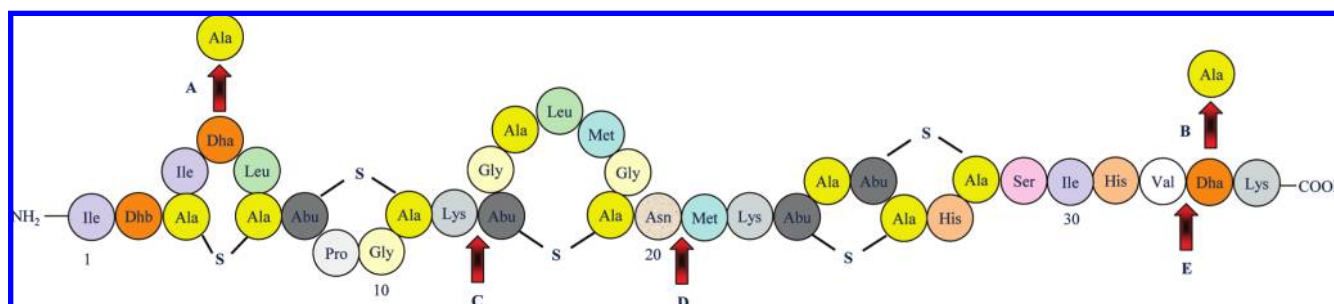 Ala
Ala
A
Leu
Ala Met S B
Dha
Ile Leu S Gly Gly Ala Abu Ala Ser Ile His Val Dha Lys COOH
NH₂ Ile Dhb Ala Ala Abu Ala Lys Abu Ala Asn Met Lys Abu Ala His 30
1 S Pro Gly S 20 S E
10 C D